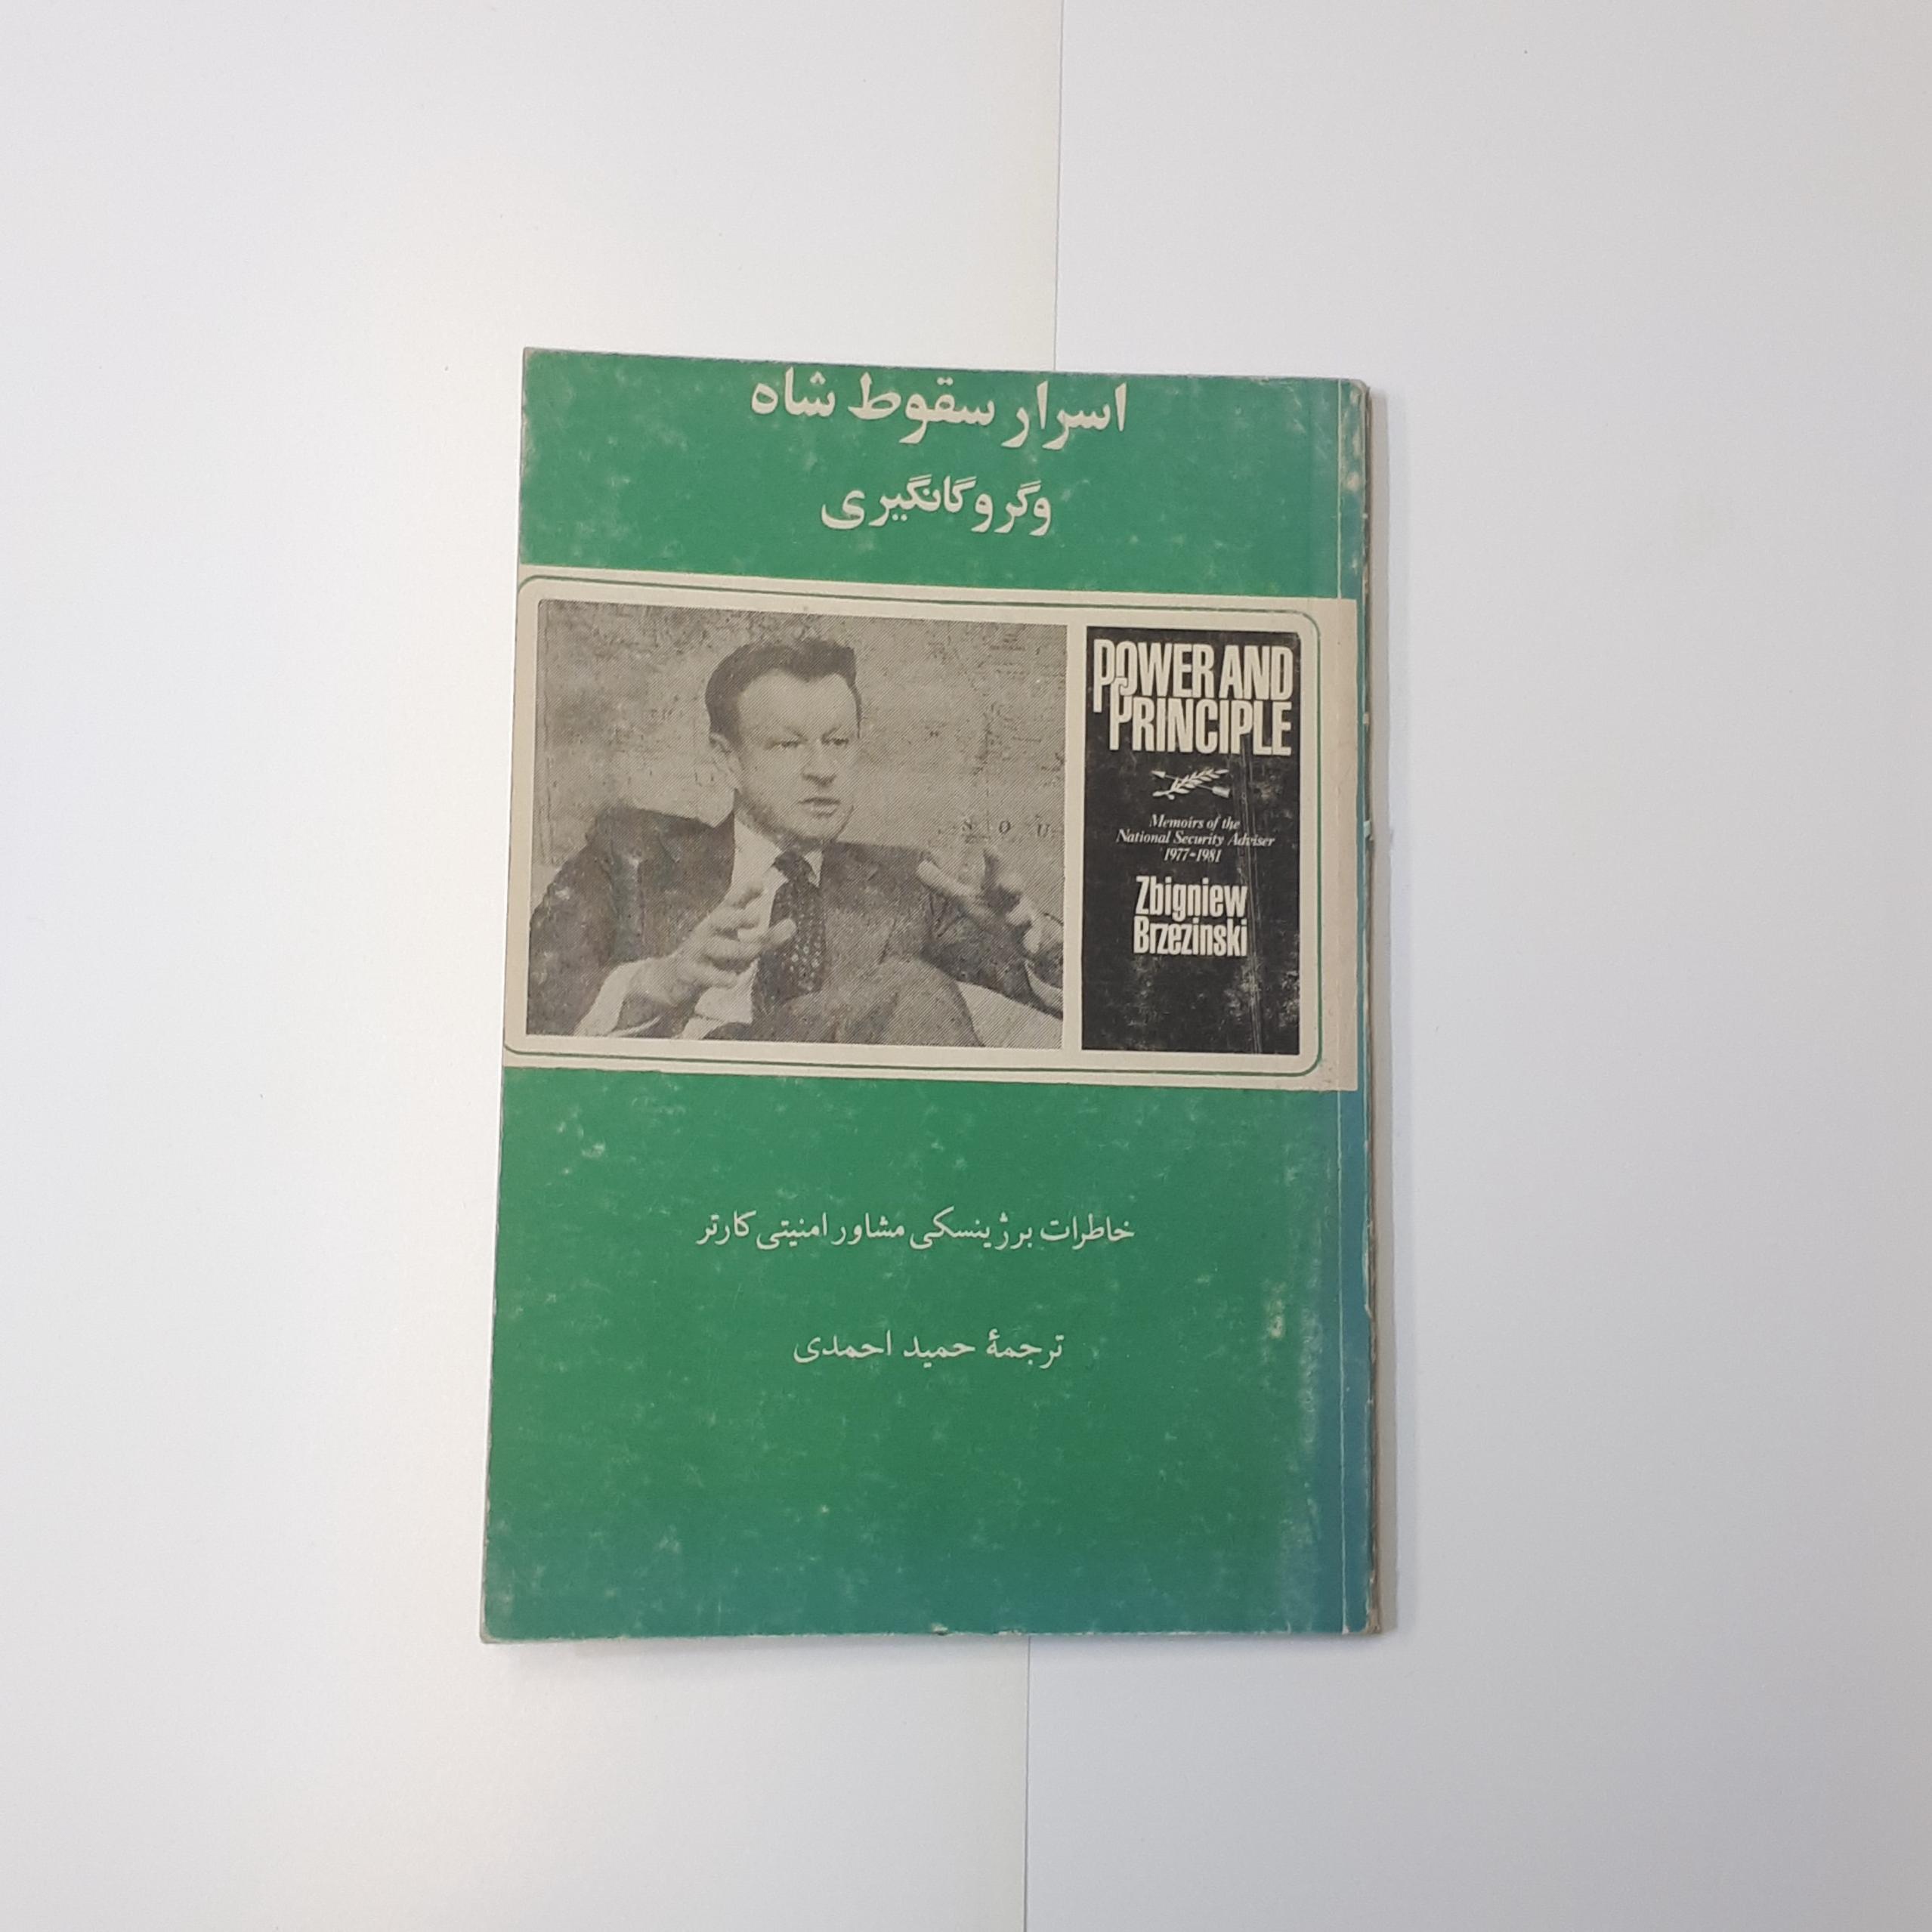 اسرار سقوط شاه
وگروگانگیری
POWER AND
PRINCIPLE
Memoirs of the
National Security Adviser
1977-1981
Zbigniew
Brzezinski
S O U
خاطرات برژینسکی مشاور امنیتی کارتر
ترجمهٔ حمید احمدی